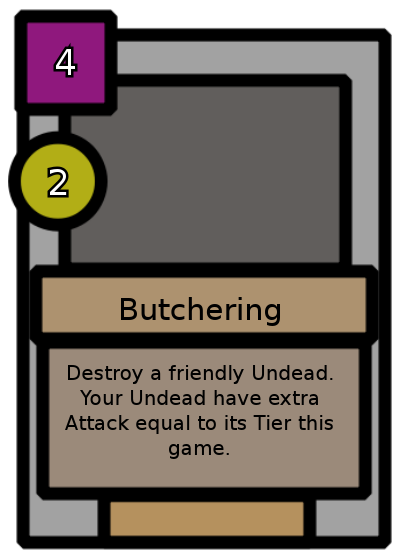 4
2
Butchering
Destroy a friendly Undead.
Your Undead have extra
Attack equal to its Tier this
game.